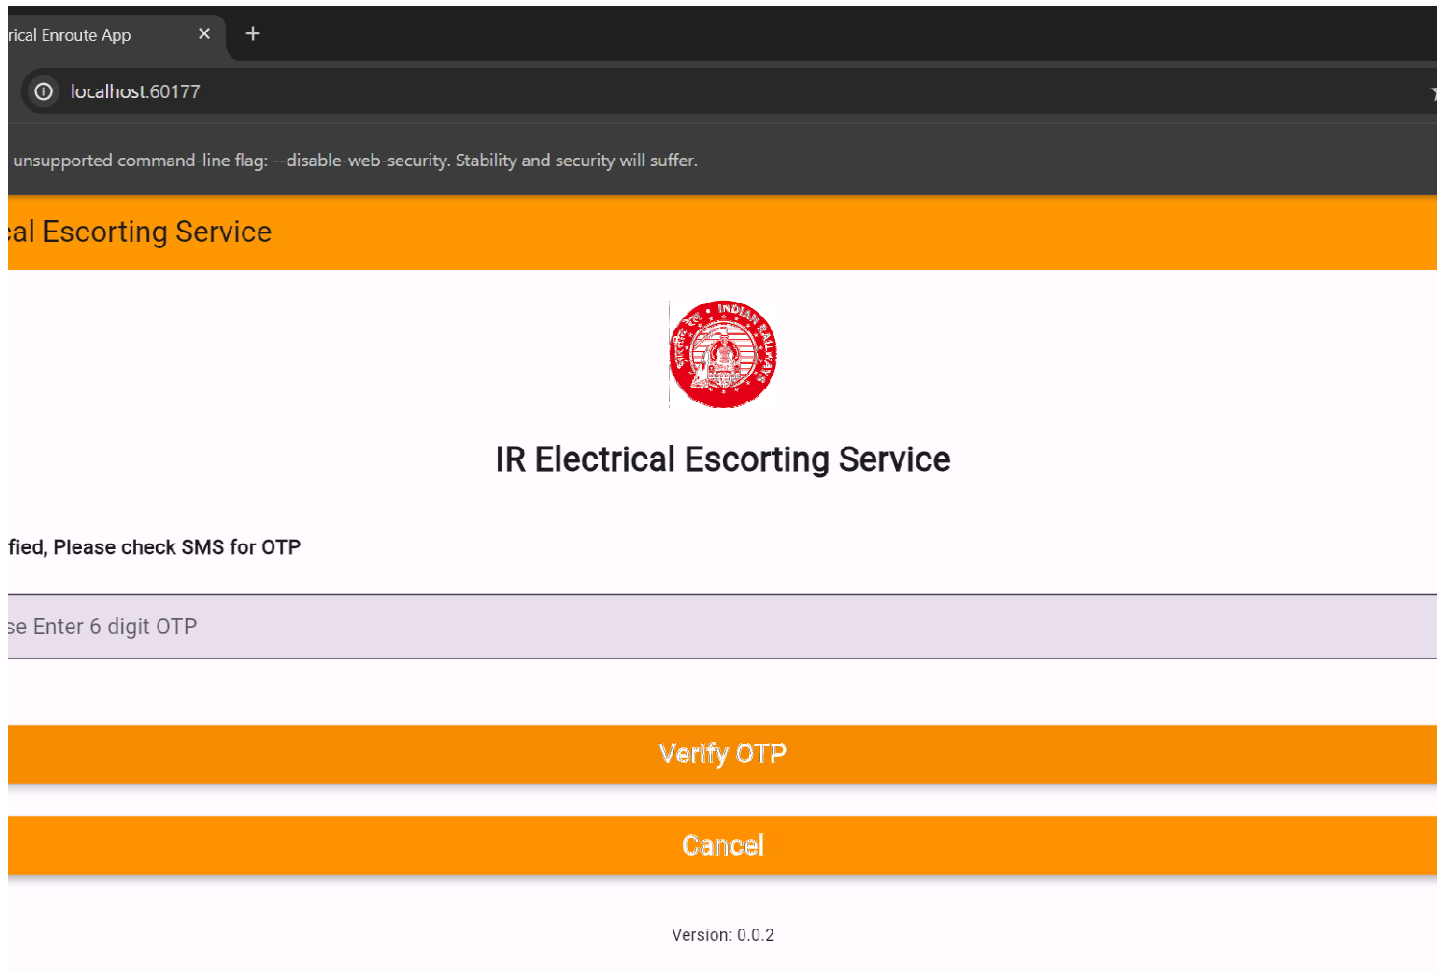 rical Enroute App
localhost:60177
unsupported command-line flag: --disable-web-security. Stability and security will suffer.
cal Escorting Service
भारतीय रेल • INDIAN RAILWAYS
IR Electrical Escorting Service
fied, Please check SMS for OTP
se Enter 6 digit OTP
Verify OTP
Cancel
Version: 0.0.2